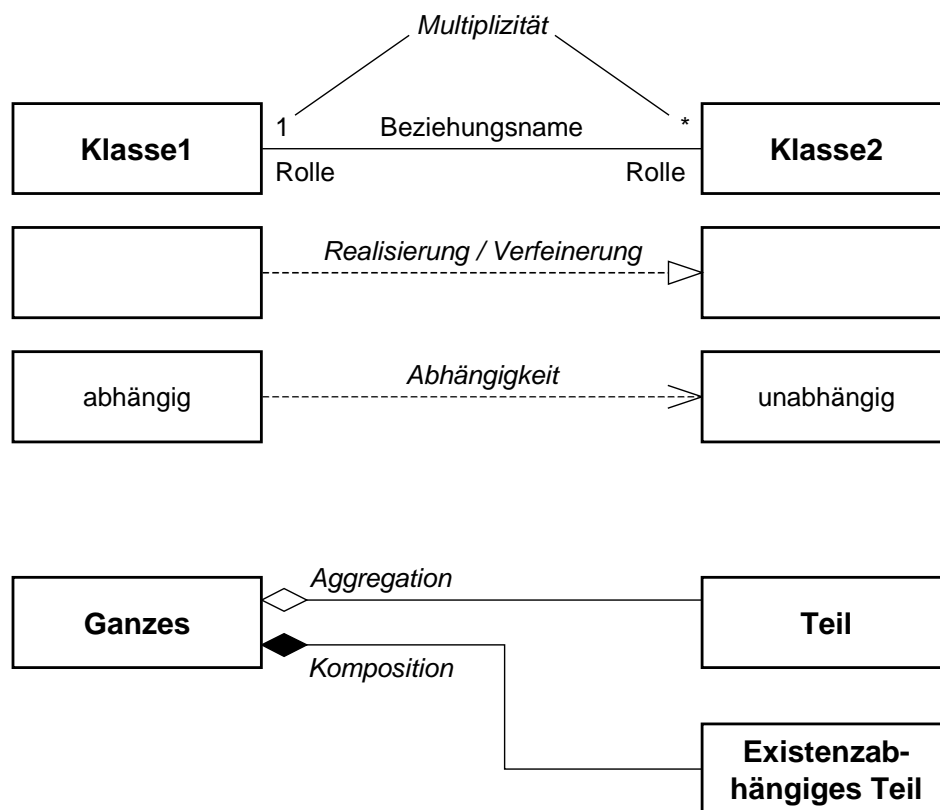 Multiplizität
1 Beziehungsname *
Klasse1 Klasse2
Rolle Rolle
Realisierung / Verfeinerung
abhängig Abhängigkeit unabhängig
Aggregation
Ganzes Teil
Komposition
Existenzab-
hängiges Teil